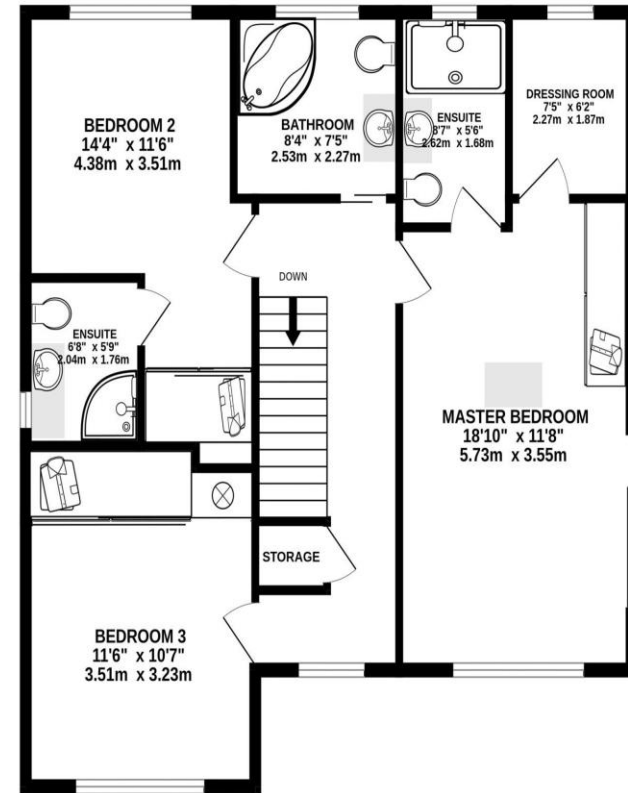 BEDROOM 2
14'4" x 11'6"
4.38m x 3.51m
BATHROOM
8'4" x 7'5"
2.53m x 2.27m
ENSUITE
8'7" x 5'6"
2.62m x 1.68m
DRESSING ROOM
7'5" x 6'2"
2.27m x 1.87m
DOWN
ENSUITE
6'8" x 5'9"
2.04m x 1.76m
MASTER BEDROOM
18'10" x 11'8"
5.73m x 3.55m
STORAGE
BEDROOM 3
11'6" x 10'7"
3.51m x 3.23m